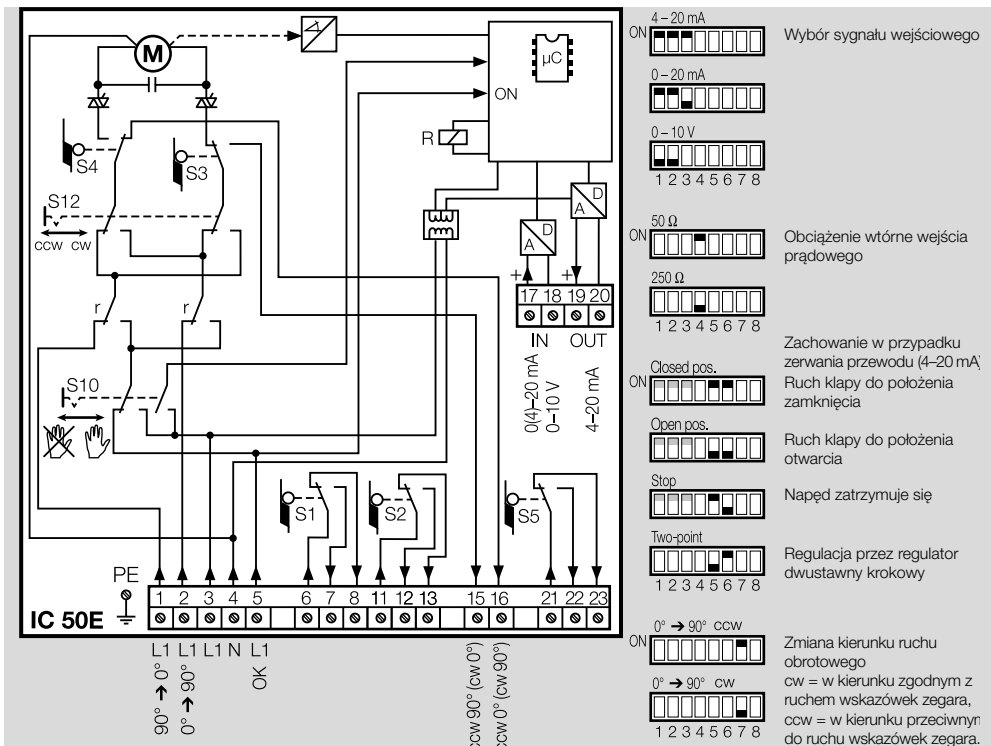 M
µC
ON
R
S4
S3
S12
ccw cw
D
A
D
A
+
+
17 18 19 20
IN OUT
0(4)–20 mA
0–10 V
4–20 mA
r
r
S10
S1
S2
S5
PE
1 2 3 4 5 6 7 8 11 12 13 15 16 21 22 23
IC 50E
L1 L1 L1 N L1
90° ➔ 0°
0° ➔ 90°
OK
ccw 90° (cw 0°)
ccw 0° (cw 90°)
4–20 mA
ON
Wybór sygnału wejściowego
0–20 mA
0–10 V
1 2 3 4 5 6 7 8
50 Ω
ON
Obciążenie wtórne wejścia
prądowego
250 Ω
1 2 3 4 5 6 7 8
Zachowanie w przypadku
zerwania przewodu (4–20 mA)
Closed pos.
ON
Ruch klapy do położenia
zamknięcia
Open pos.
Ruch klapy do położenia
otwarcia
Stop
Napęd zatrzymuje się
Two-point
Regulacja przez regulator
dwustawny krokowy
1 2 3 4 5 6 7 8
0° ➔ 90° ccw
ON
Zmiana kierunku ruchu
obrotowego
0° ➔ 90° cw
cw = w kierunku zgodnym z
ruchem wskazówek zegara,
ccw = w kierunku przeciwnym
do ruchu wskazówek zegara.
1 2 3 4 5 6 7 8